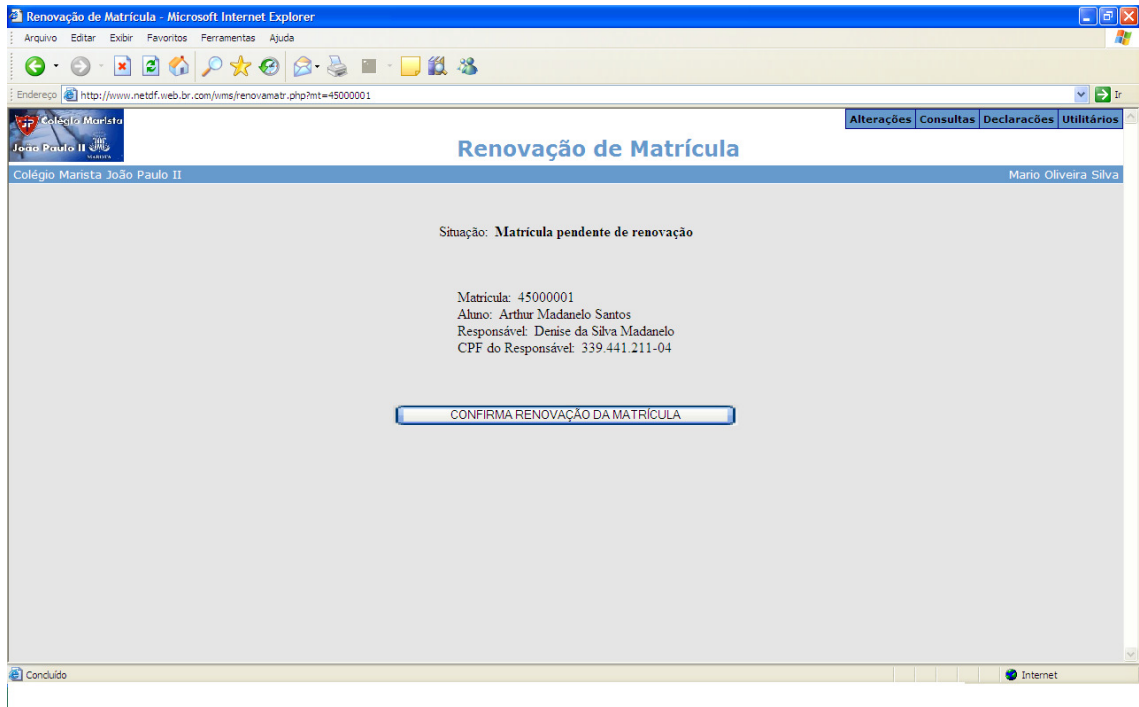 Renovação de Matrícula - Microsoft Internet Explorer
Arquivo Editar Exibir Favoritos Ferramentas Ajuda
Endereço http://www.netdf.web.br.com/wms/renovamatr.php?mt=45000001 Ir
Colégio Marista
João Paulo II
MARISTA
Alterações Consultas Declarações Utilitários
Renovação de Matrícula
Colégio Marista João Paulo II Mario Oliveira Silva
Situação: Matrícula pendente de renovação
Matricula: 45000001
Aluno: Arthur Madanelo Santos
Responsável: Denise da Silva Madanelo
CPF do Responsável: 339.441.211-04
CONFIRMA RENOVAÇÃO DA MATRÍCULA
Concluído Internet